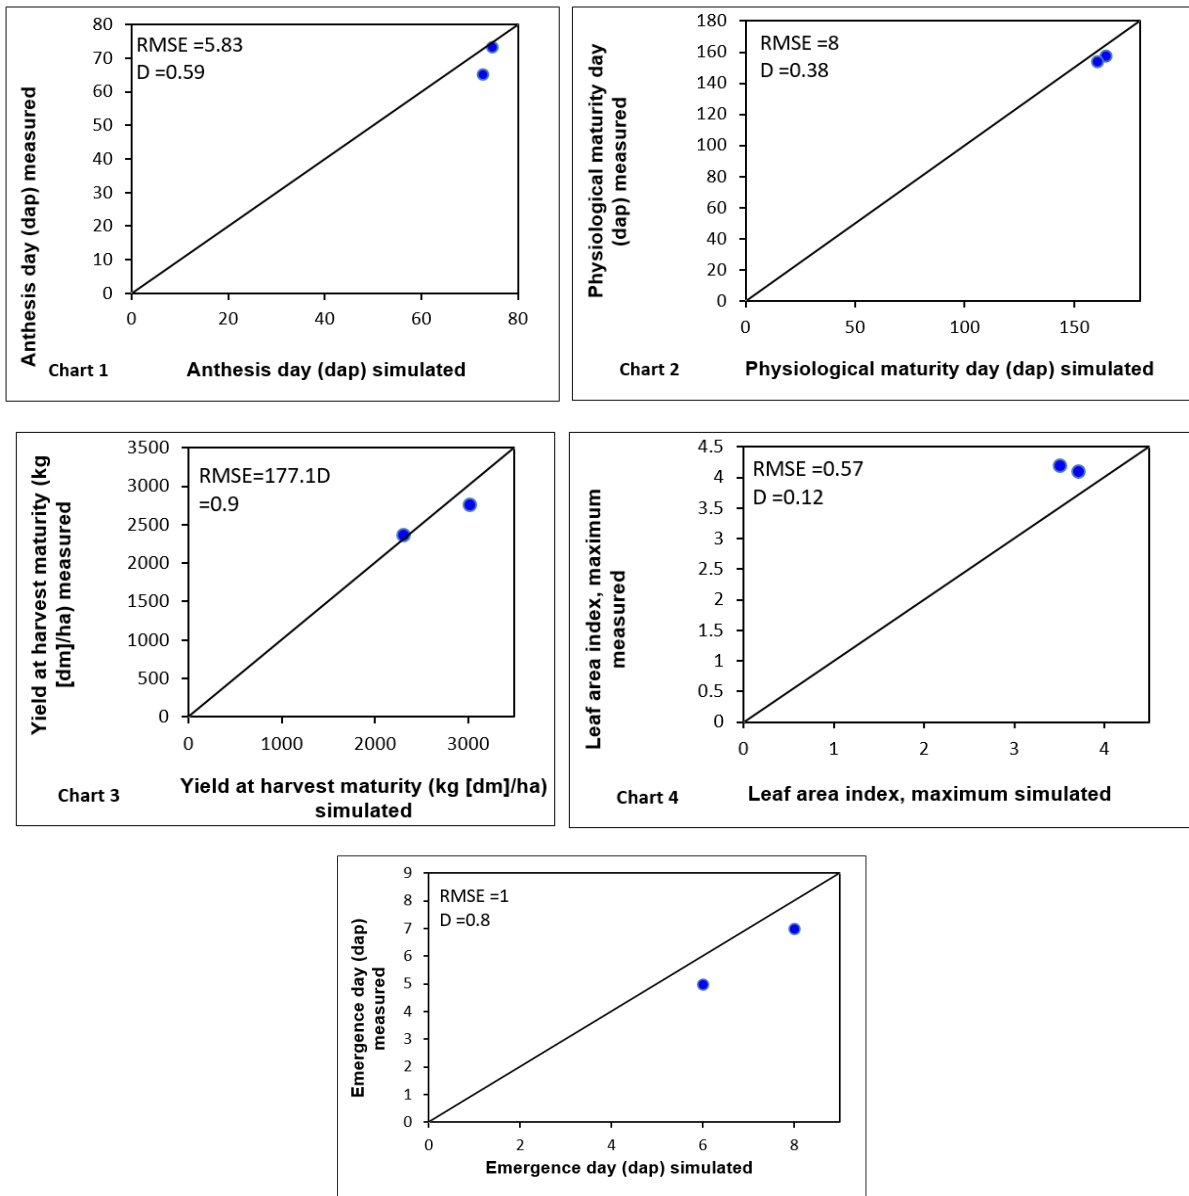 80
70
60
50
40
30
20
10
0
RMSE =5.83
D =0.59
Anthesis day (dap) measured
0 20 40 60 80
Chart 1
Anthesis day (dap) simulated
180
160
140
120
100
80
60
40
20
0
RMSE =8
D =0.38
Physiological maturity day
(dap) measured
0 50 100 150
Chart 2
Physiological maturity day (dap) simulated
3500
3000
2500
2000
1500
1000
500
0
RMSE=177.1D
=0.9
Yield at harvest maturity (kg
[dm]/ha) measured
0 1000 2000 3000
Chart 3
Yield at harvest maturity (kg [dm]/ha)
simulated
4.5
4
3.5
3
2.5
2
1.5
1
0.5
0
RMSE =0.57
D =0.12
Leaf area index, maximum
measured
0 1 2 3 4
Chart 4
Leaf area index, maximum simulated
9
8
7
6
5
4
3
2
1
0
RMSE =1
D =0.8
Emergence day (dap)
measured
0 2 4 6 8
Emergence day (dap) simulated